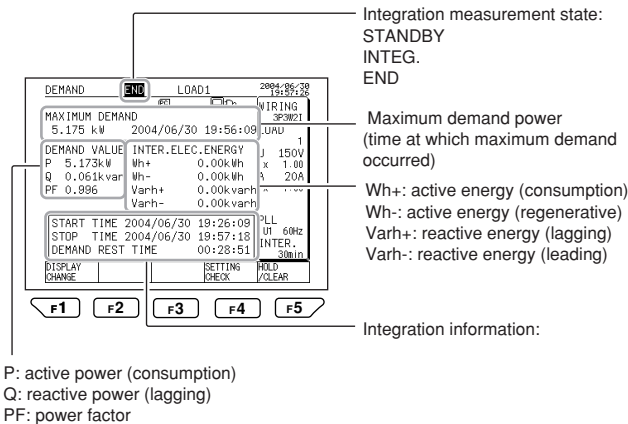 Integration measurement state:
STANDBY
INTEG.
END
DEMAND END LOAD1 2004/06/30
19:57:26
MAXIMUM DEMAND
5.175 kW 2004/06/30 19:56:09
WIRING
3P3W2I
LOAD
1
U 150V
x 1.00
A 20A
x 1.00
PLL
U1 60Hz
INTER.
30min
DEMAND VALUE
P 5.173kW
Q 0.061kvar
PF 0.996
INTER.ELEC.ENERGY
Wh+ 0.00kWh
Wh- 0.00kWh
Varh+ 0.00kvarh
Varh- 0.00kvarh
START TIME 2004/06/30 19:26:09
STOP TIME 2004/06/30 19:57:18
DEMAND REST TIME 00:28:51
DISPLAY
CHANGE
SETTING
CHECK
HOLD
/CLEAR
F1 F2 F3 F4 F5
Maximum demand power
(time at which maximum demand
occurred)
Wh+: active energy (consumption)
Wh-: active energy (regenerative)
Varh+: reactive energy (lagging)
Varh-: reactive energy (leading)
Integration information:
P: active power (consumption)
Q: reactive power (lagging)
PF: power factor